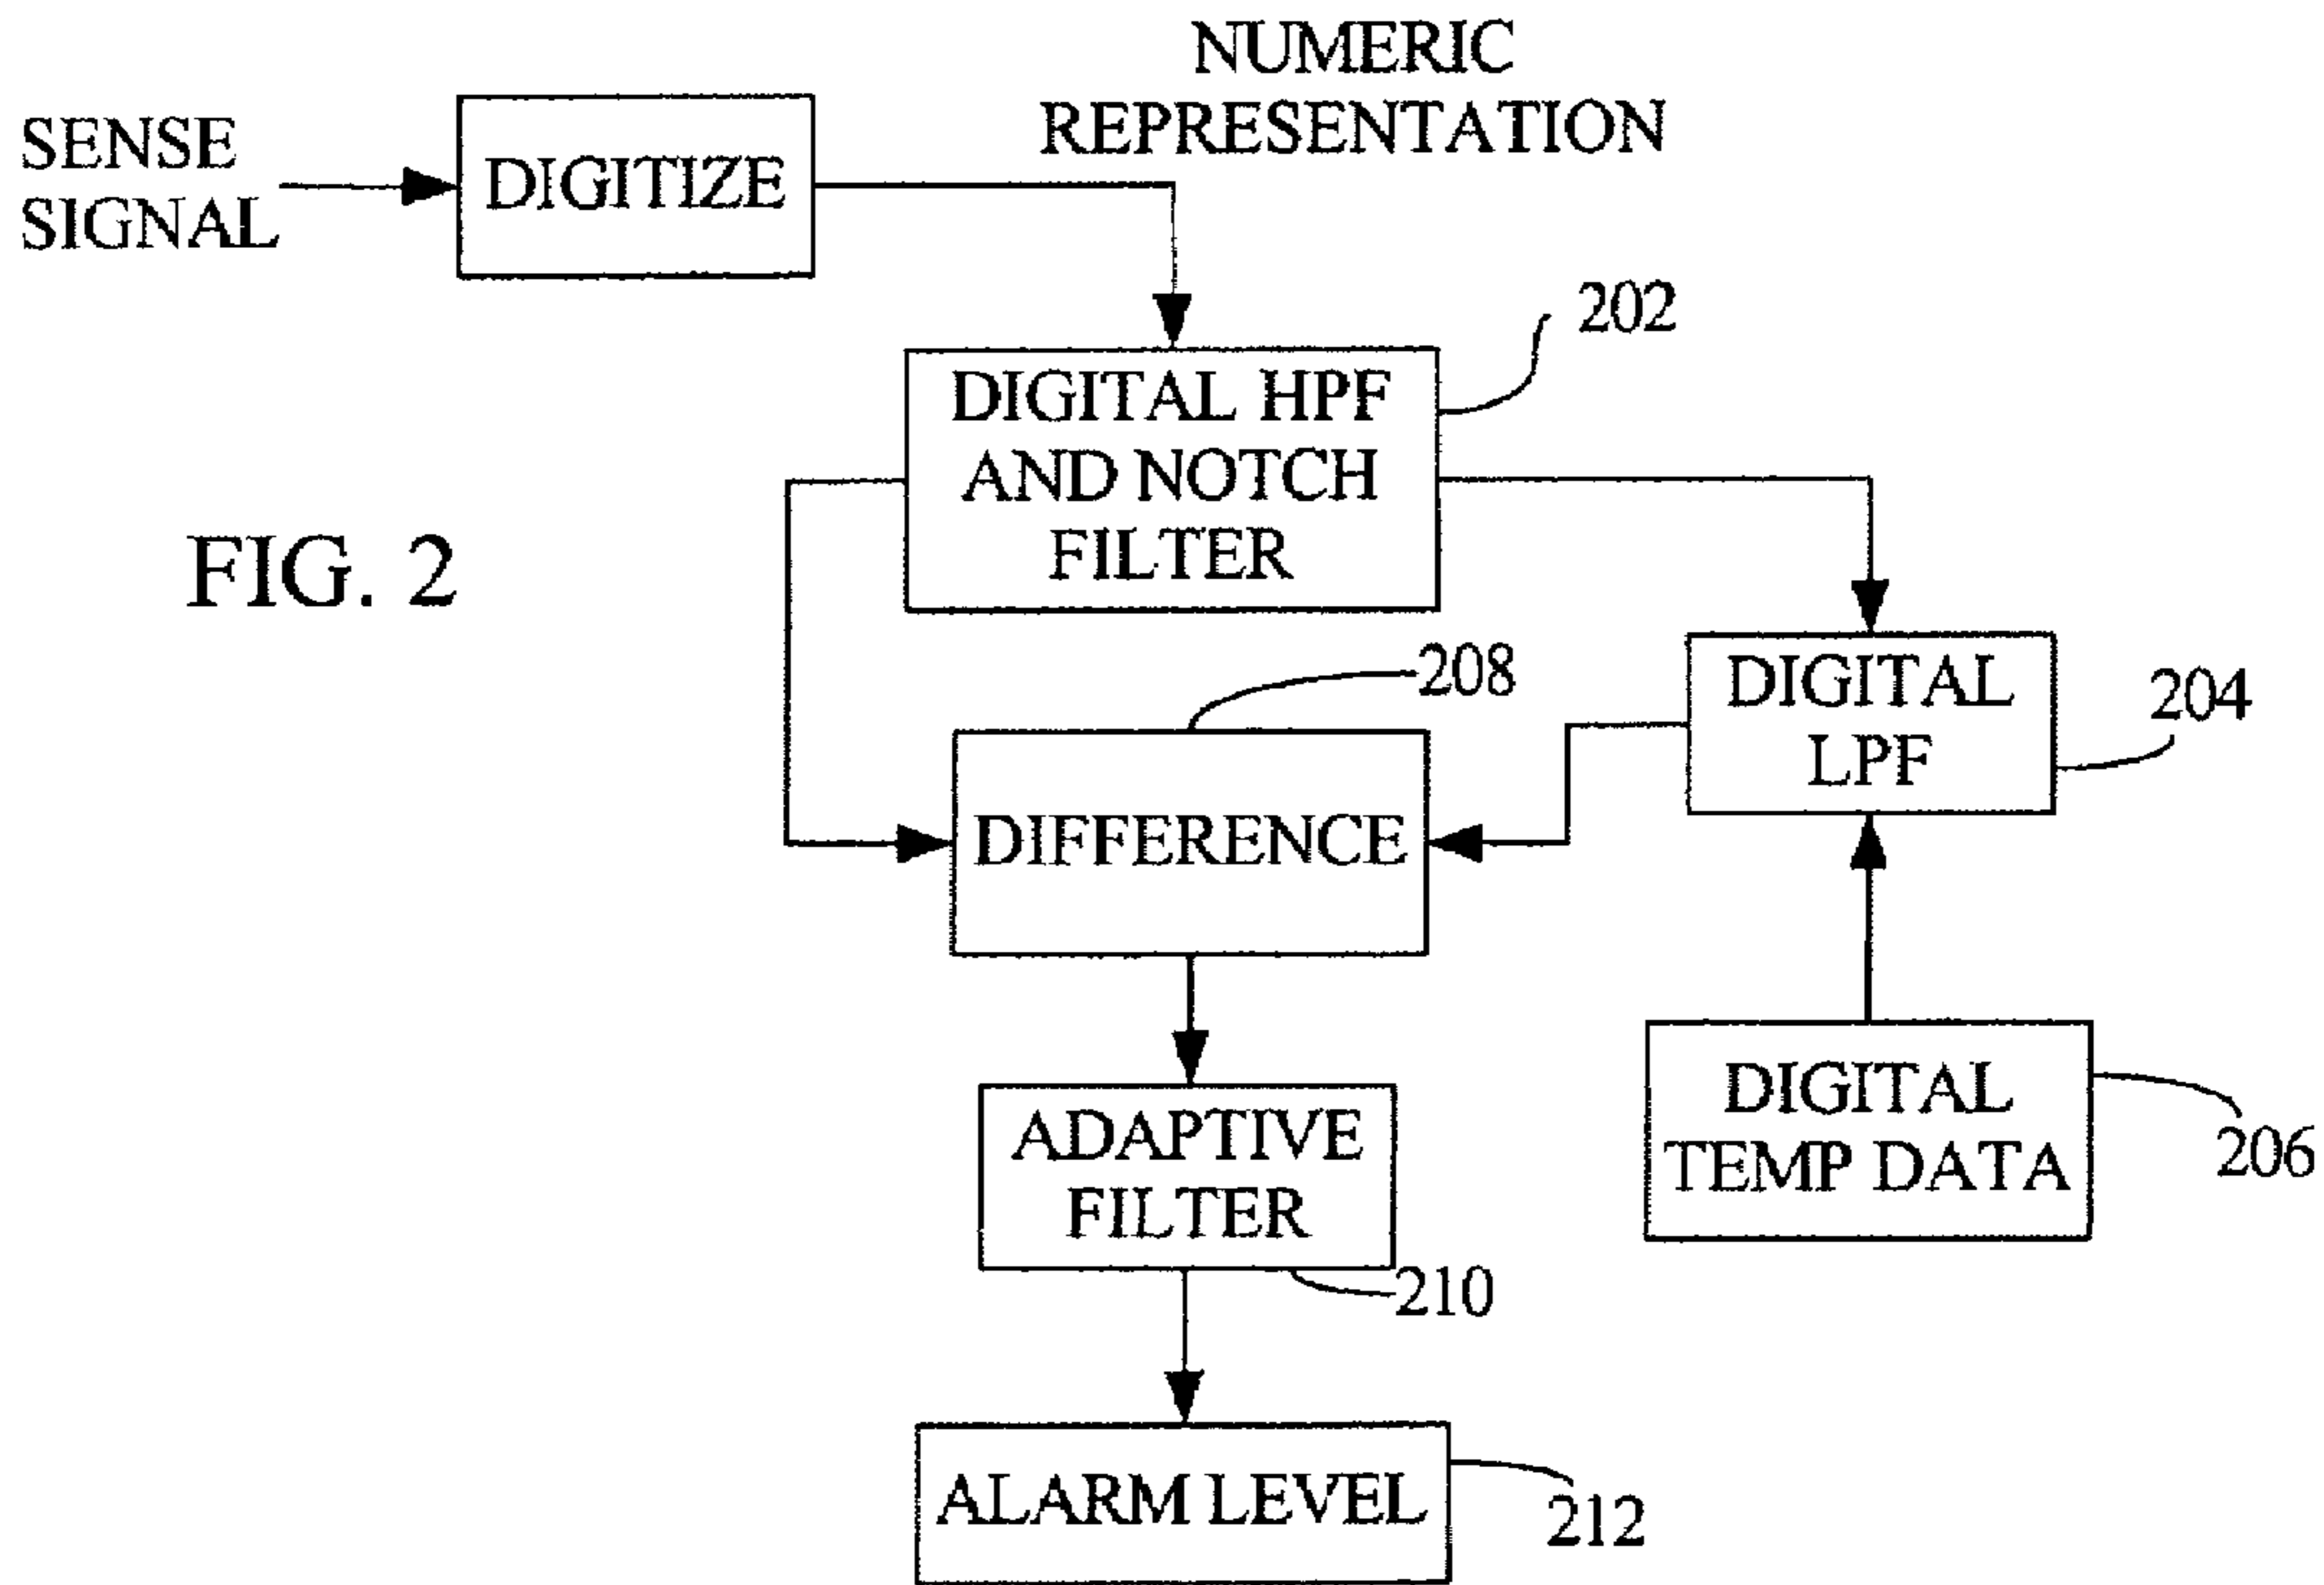 NUMERIC
REPRESENTATION
SENSE
SIGNAL
DIGITIZE
202
DIGITAL HPF
AND NOTCH
FILTER
FIG. 2
208
DIGITAL
LPF
204
DIFFERENCE
DIGITAL
TEMP DATA
206
ADAPTIVE
FILTER
210
ALARM LEVEL
212